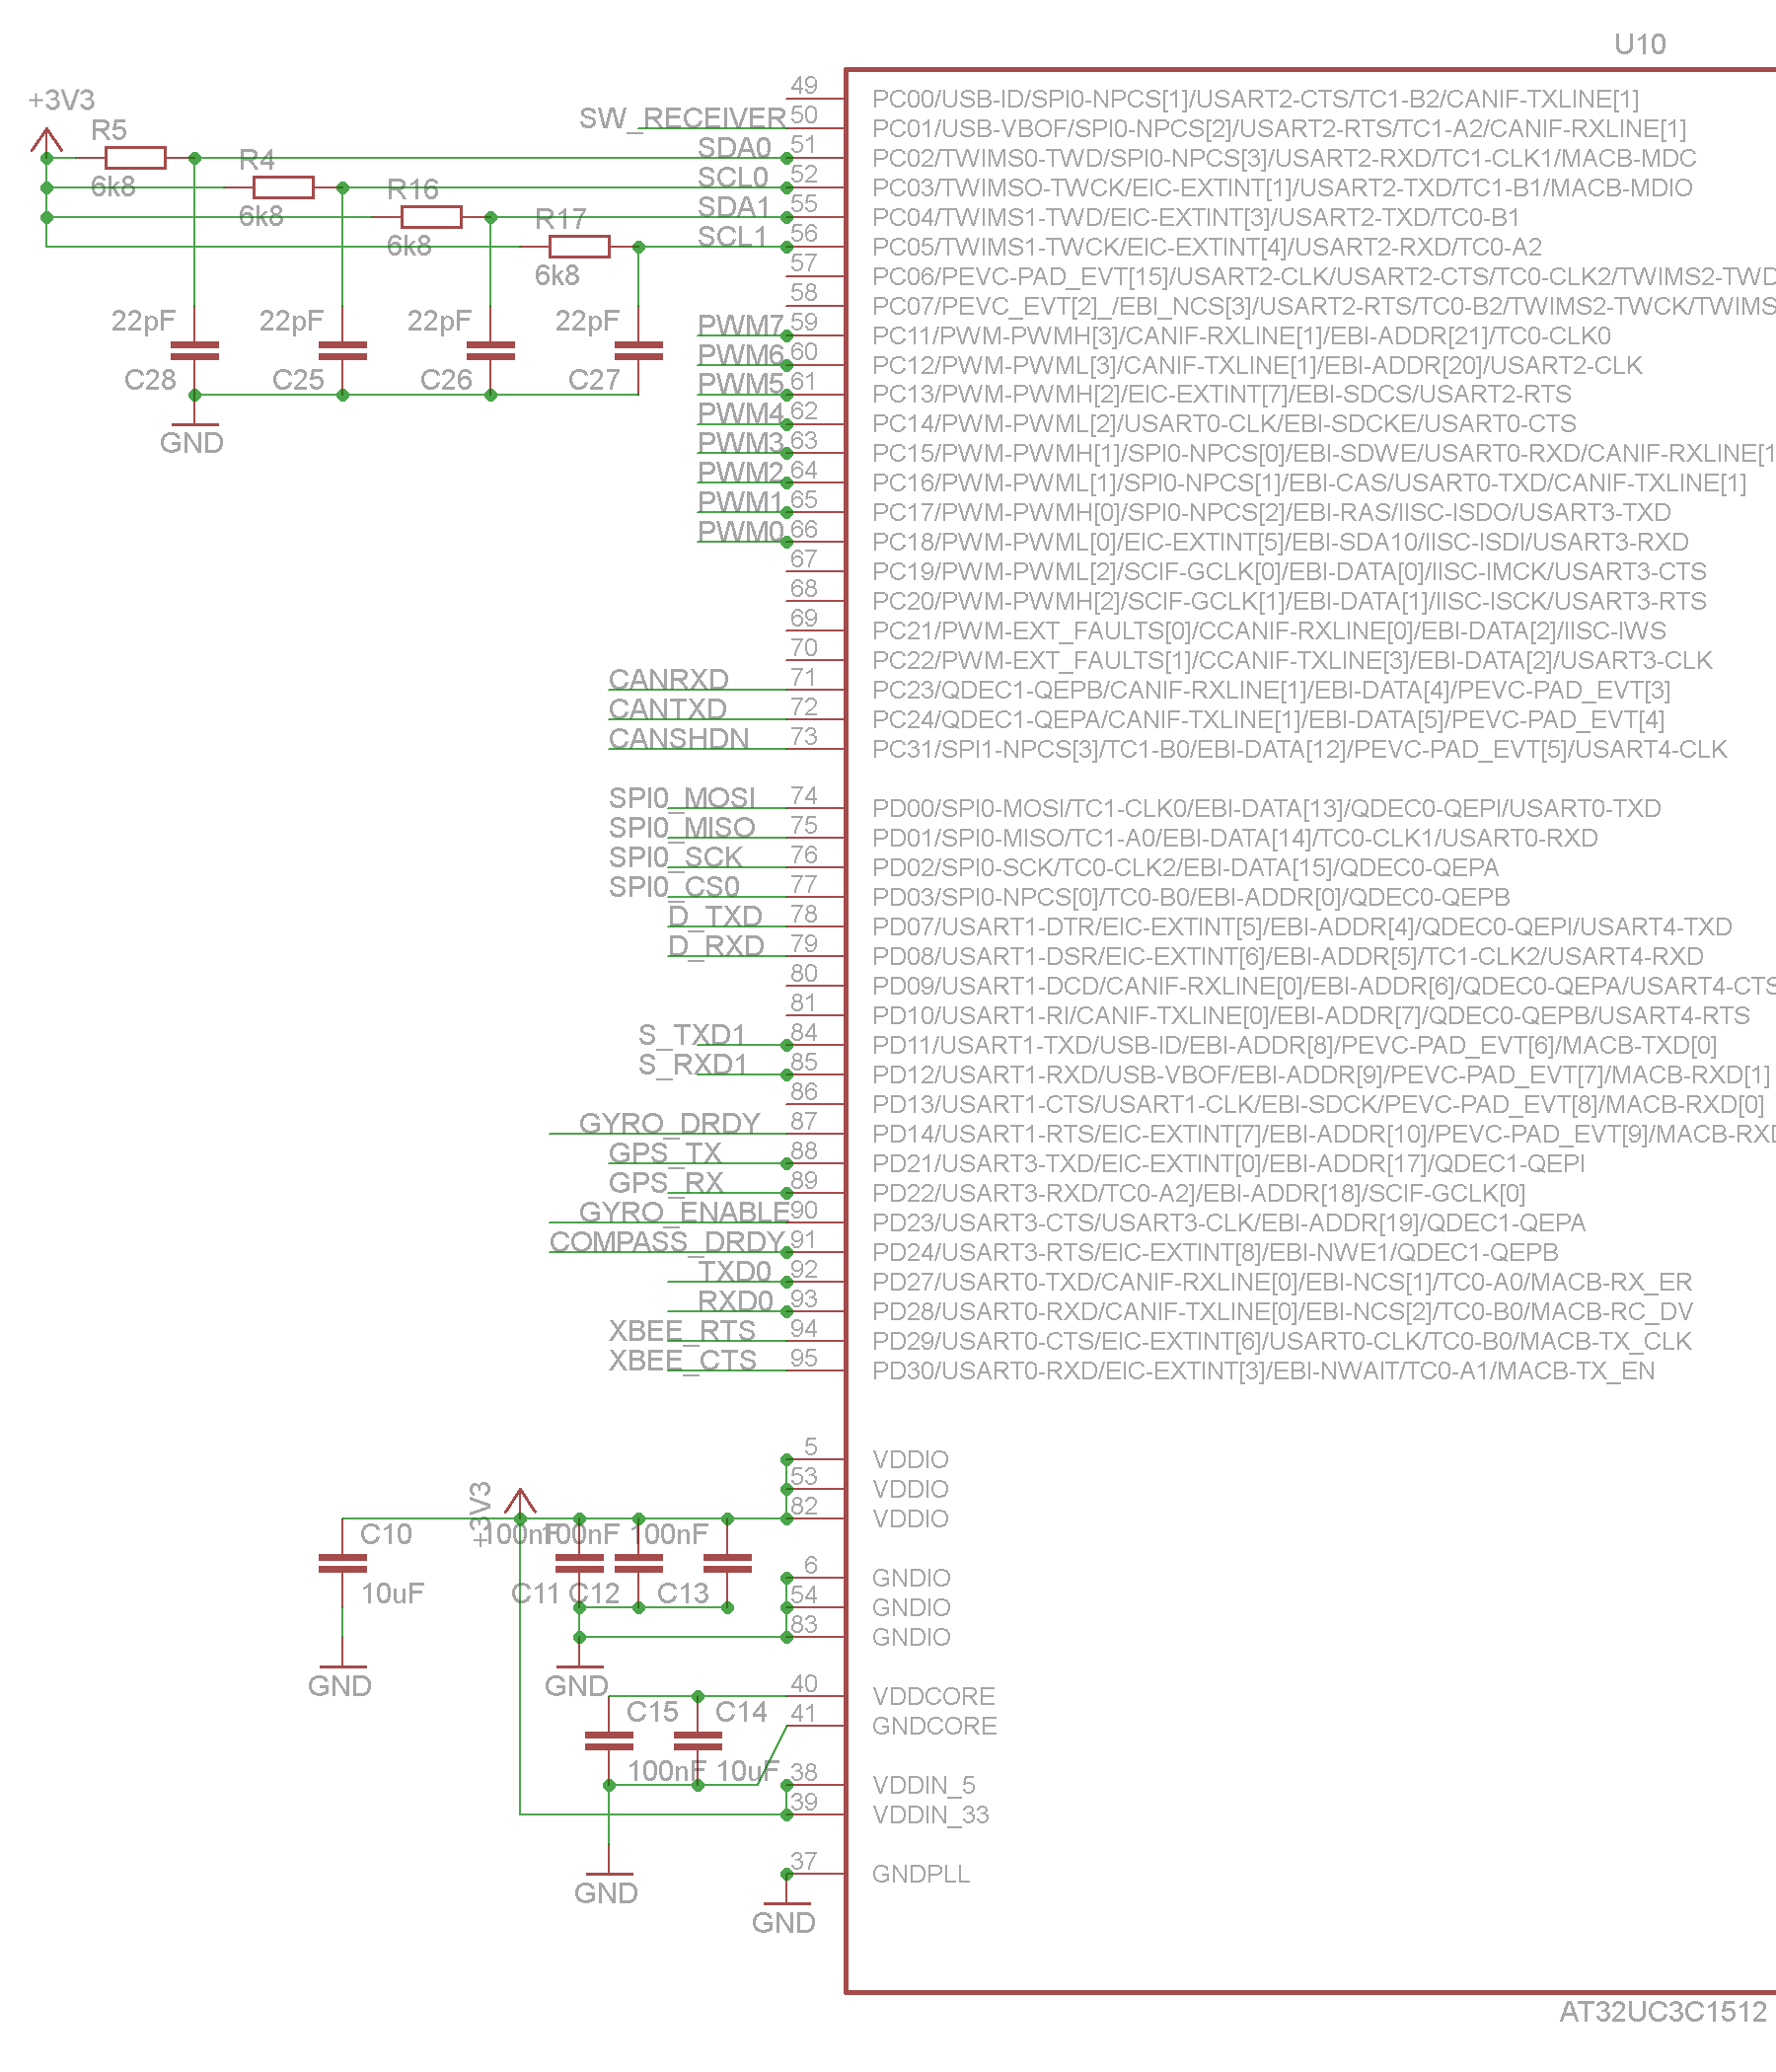 U10
+3V3
49 PC00/USB-ID/SPI0-NPCS[1]/USART2-CTS/TC1-B2/CANIF-TXLINE[1]
SW_RECEIVER 50 PC01/USB-VBOF/SPI0-NPCS[2]/USART2-RTS/TC1-A2/CANIF-RXLINE[1]
R5 6k8 SDA0 51 PC02/TWIMS0-TWD/SPI0-NPCS[3]/USART2-RXD/TC1-CLK1/MACB-MDC
R4 6k8 SCL0 52 PC03/TWIMSO-TWCK/EIC-EXTINT[1]/USART2-TXD/TC1-B1/MACB-MDIO
R16 6k8 SDA1 55 PC04/TWIMS1-TWD/EIC-EXTINT[3]/USART2-TXD/TC0-B1
R17 6k8 SCL1 56 PC05/TWIMS1-TWCK/EIC-EXTINT[4]/USART2-RXD/TC0-A2
57 PC06/PEVC-PAD_EVT[15]/USART2-CLK/USART2-CTS/TC0-CLK2/TWIMS2-TWD
58 PC07/PEVC_EVT[2]_/EBI_NCS[3]/USART2-RTS/TC0-B2/TWIMS2-TWCK/TWIMS
22pF 22pF 22pF 22pF
C28 C25 C26 C27
GND
PWM7 59 PC11/PWM-PWMH[3]/CANIF-RXLINE[1]/EBI-ADDR[21]/TC0-CLK0
PWM6 60 PC12/PWM-PWML[3]/CANIF-TXLINE[1]/EBI-ADDR[20]/USART2-CLK
PWM5 61 PC13/PWM-PWMH[2]/EIC-EXTINT[7]/EBI-SDCS/USART2-RTS
PWM4 62 PC14/PWM-PWML[2]/USART0-CLK/EBI-SDCKE/USART0-CTS
PWM3 63 PC15/PWM-PWMH[1]/SPI0-NPCS[0]/EBI-SDWE/USART0-RXD/CANIF-RXLINE[1
PWM2 64 PC16/PWM-PWML[1]/SPI0-NPCS[1]/EBI-CAS/USART0-TXD/CANIF-TXLINE[1]
PWM1 65 PC17/PWM-PWMH[0]/SPI0-NPCS[2]/EBI-RAS/IISC-ISDO/USART3-TXD
PWM0 66 PC18/PWM-PWML[0]/EIC-EXTINT[5]/EBI-SDA10/IISC-ISDI/USART3-RXD
67 PC19/PWM-PWML[2]/SCIF-GCLK[0]/EBI-DATA[0]/IISC-IMCK/USART3-CTS
68 PC20/PWM-PWMH[2]/SCIF-GCLK[1]/EBI-DATA[1]/IISC-ISCK/USART3-RTS
69 PC21/PWM-EXT_FAULTS[0]/CCANIF-RXLINE[0]/EBI-DATA[2]/IISC-IWS
70 PC22/PWM-EXT_FAULTS[1]/CCANIF-TXLINE[3]/EBI-DATA[2]/USART3-CLK
CANRXD 71 PC23/QDEC1-QEPB/CANIF-RXLINE[1]/EBI-DATA[4]/PEVC-PAD_EVT[3]
CANTXD 72 PC24/QDEC1-QEPA/CANIF-TXLINE[1]/EBI-DATA[5]/PEVC-PAD_EVT[4]
CANSHDN 73 PC31/SPI1-NPCS[3]/TC1-B0/EBI-DATA[12]/PEVC-PAD_EVT[5]/USART4-CLK
SPI0_MOSI 74 PD00/SPI0-MOSI/TC1-CLK0/EBI-DATA[13]/QDEC0-QEPI/USART0-TXD
SPI0_MISO 75 PD01/SPI0-MISO/TC1-A0/EBI-DATA[14]/TC0-CLK1/USART0-RXD
SPI0_SCK 76 PD02/SPI0-SCK/TC0-CLK2/EBI-DATA[15]/QDEC0-QEPA
SPI0_CS0 77 PD03/SPI0-NPCS[0]/TC0-B0/EBI-ADDR[0]/QDEC0-QEPB
D_TXD 78 PD07/USART1-DTR/EIC-EXTINT[5]/EBI-ADDR[4]/QDEC0-QEPI/USART4-TXD
D_RXD 79 PD08/USART1-DSR/EIC-EXTINT[6]/EBI-ADDR[5]/TC1-CLK2/USART4-RXD
80 PD09/USART1-DCD/CANIF-RXLINE[0]/EBI-ADDR[6]/QDEC0-QEPA/USART4-CTS
81 PD10/USART1-RI/CANIF-TXLINE[0]/EBI-ADDR[7]/QDEC0-QEPB/USART4-RTS
S_TXD1 84 PD11/USART1-TXD/USB-ID/EBI-ADDR[8]/PEVC-PAD_EVT[6]/MACB-TXD[0]
S_RXD1 85 PD12/USART1-RXD/USB-VBOF/EBI-ADDR[9]/PEVC-PAD_EVT[7]/MACB-RXD[1]
86 PD13/USART1-CTS/USART1-CLK/EBI-SDCK/PEVC-PAD_EVT[8]/MACB-RXD[0]
GYRO_DRDY 87 PD14/USART1-RTS/EIC-EXTINT[7]/EBI-ADDR[10]/PEVC-PAD_EVT[9]/MACB-RXD
GPS_TX 88 PD21/USART3-TXD/EIC-EXTINT[0]/EBI-ADDR[17]/QDEC1-QEPI
GPS_RX 89 PD22/USART3-RXD/TC0-A2]/EBI-ADDR[18]/SCIF-GCLK[0]
GYRO_ENABLE 90 PD23/USART3-CTS/USART3-CLK/EBI-ADDR[19]/QDEC1-QEPA
COMPASS_DRDY 91 PD24/USART3-RTS/EIC-EXTINT[8]/EBI-NWE1/QDEC1-QEPB
TXD0 92 PD27/USART0-TXD/CANIF-RXLINE[0]/EBI-NCS[1]/TC0-A0/MACB-RX_ER
RXD0 93 PD28/USART0-RXD/CANIF-TXLINE[0]/EBI-NCS[2]/TC0-B0/MACB-RC_DV
XBEE_RTS 94 PD29/USART0-CTS/EIC-EXTINT[6]/USART0-CLK/TC0-B0/MACB-TX_CLK
XBEE_CTS 95 PD30/USART0-RXD/EIC-EXTINT[3]/EBI-NWAIT/TC0-A1/MACB-TX_EN
5 VDDIO
53 VDDIO
+3V3 82 VDDIO
C10 100nF 100nF 100nF
10uF C11 C12 C13
6 GNDIO
54 GNDIO
83 GNDIO
GND GND
40 VDDCORE
C15 C14 41 GNDCORE
100nF 10uF 38 VDDIN_5
39 VDDIN_33
37 GNDPLL
GND
GND
AT32UC3C1512